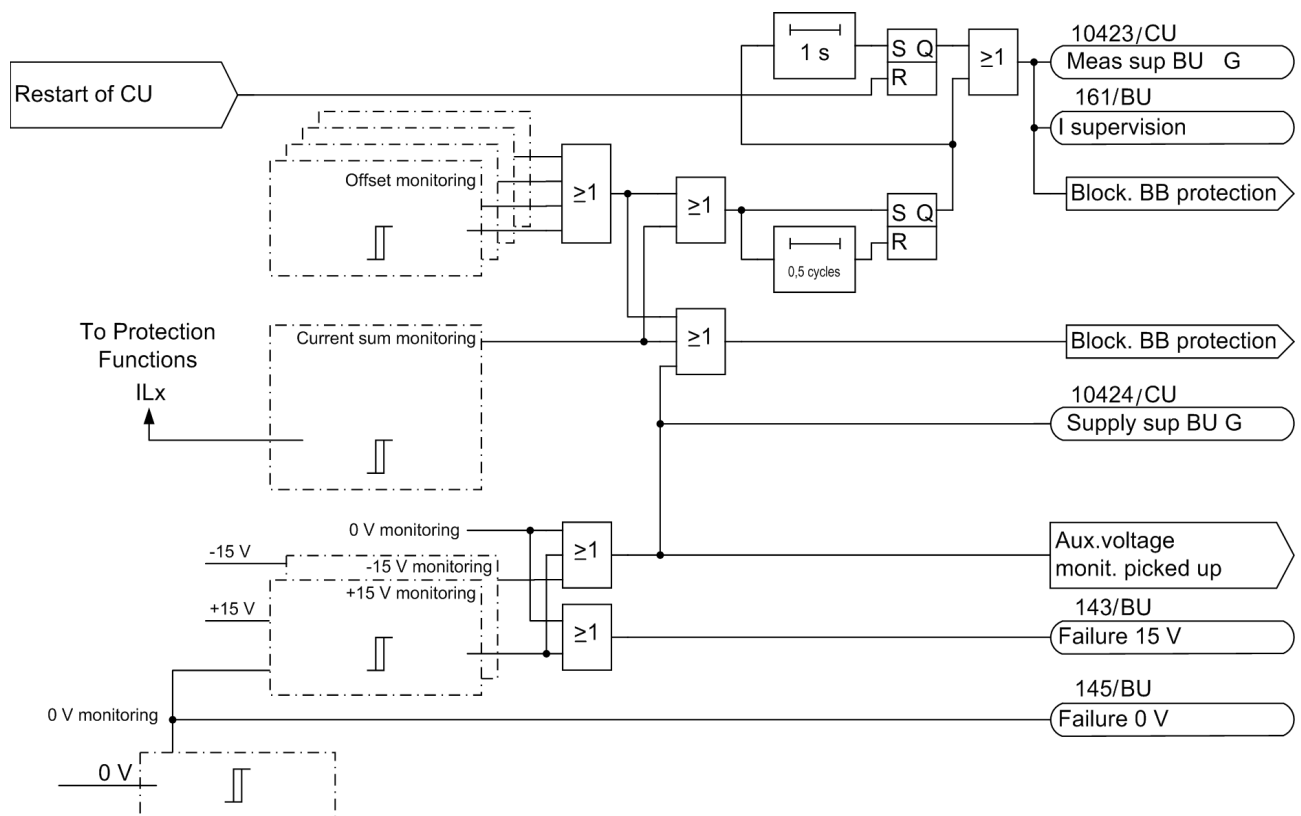 10423/CU
1 s
S Q
R
≥1
Meas sup BU G
Restart of CU
161/BU
I supervision
Offset monitoring
≥1
≥1
Block. BB protection
S Q
R
0,5 cycles
To Protection
Functions
ILx
Current sum monitoring
≥1
Block. BB protection
10424/CU
Supply sup BU G
0 V monitoring
≥1
-15 V
-15 V monitoring
+15 V monitoring
+15 V
Aux.voltage
monit. picked up
143/BU
≥1
Failure 15 V
145/BU
0 V monitoring
Failure 0 V
0 V